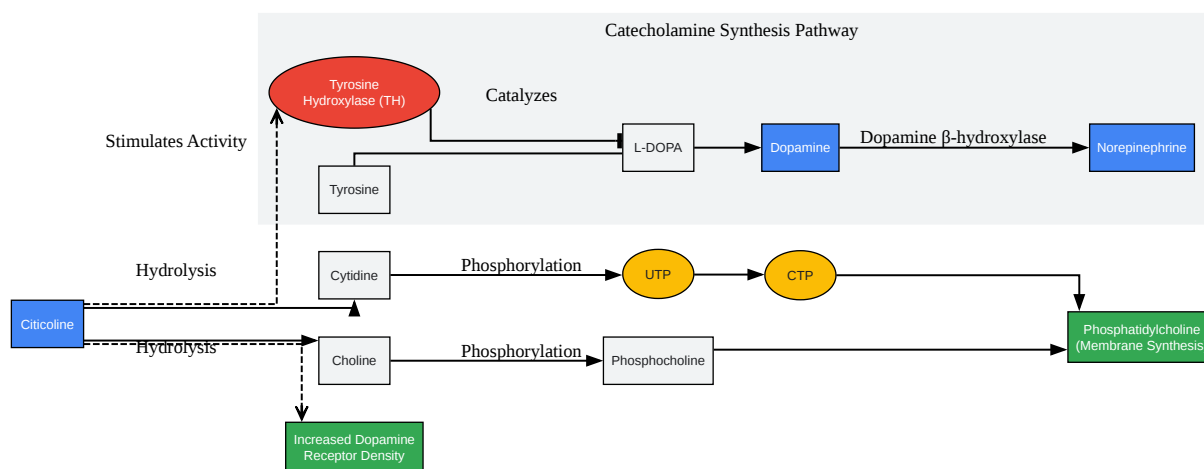 Catecholamine Synthesis Pathway
Tyrosine
Hydroxylase (TH)
Catalyzes
Stimulates Activity
L-DOPA
Dopamine
Dopamine β-hydroxylase
Norepinephrine
Tyrosine
Hydrolysis
Cytidine
Phosphorylation
UTP
CTP
Citicoline
Phosphatidylcholine
(Membrane Synthesis
Hydrolysis
Choline
Phosphorylation
Phosphocholine
Increased Dopamine
Receptor Density